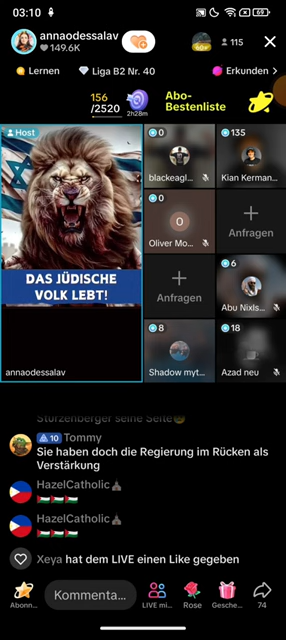 03:10
69
annaodessalav
149.6K
60+
115
Lernen
Liga B2 Nr. 40
Erkunden >
156
/2520
2h28m
Abo-
Bestenliste
Host
DAS JÜDISCHE
VOLK LEBT!
annaodessalav
0
blackeagl...
135
Kian Kerman...
0
O
Oliver Mo...
+
Anfragen
+
Anfragen
6
Abu Nixls...
8
Shadow myt...
18
Azad neu
Sturzenberger seine Seite
10 Tommy
Sie haben doch die Regierung im Rücken als
Verstärkung
HazelCatholic
HazelCatholic
Xeya hat dem LIVE einen Like gegeben
Kommenta...
Abonn...
LIVE mi...
Rose
Gesche...
74